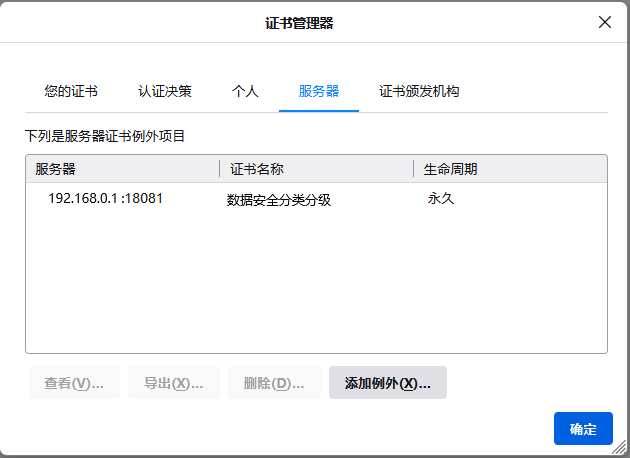 证书管理器
您的证书 认证决策 个人 服务器 证书颁发机构
下列是服务器证书例外项目
服务器 证书名称 生命周期
192.168.0.1 :18081 数据安全分类分级 永久
查看(V)... 导出(X)... 删除(D)... 添加例外(X)...
确定